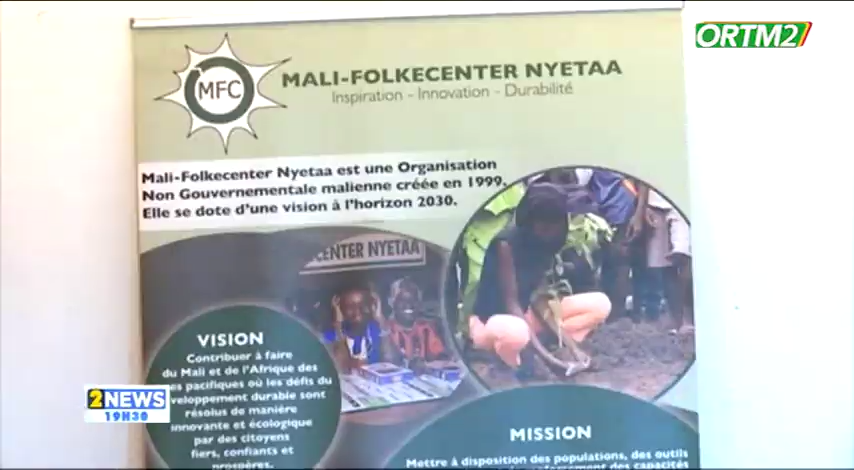 ORTM2
MFC
MALI-FOLKECENTER NYETAA
Inspiration - Innovation - Durabilité
Mali-Folkecenter Nyetaa est une Organisation
Non Gouvernementale malienne créée en 1999.
Elle se dote d'une vision à l'horizon 2030.
CENTER NYETAA
VISION
Contribuer à faire
du Mali et de l'Afrique des
pacifiques où les défis du
développement durable sont
résolus de manière
innovante et écologique
par des citoyens
fiers, confiants et
prospères.
2NEWS
19H30
MISSION
Mettre à disposition des populations, des outils
des capacités